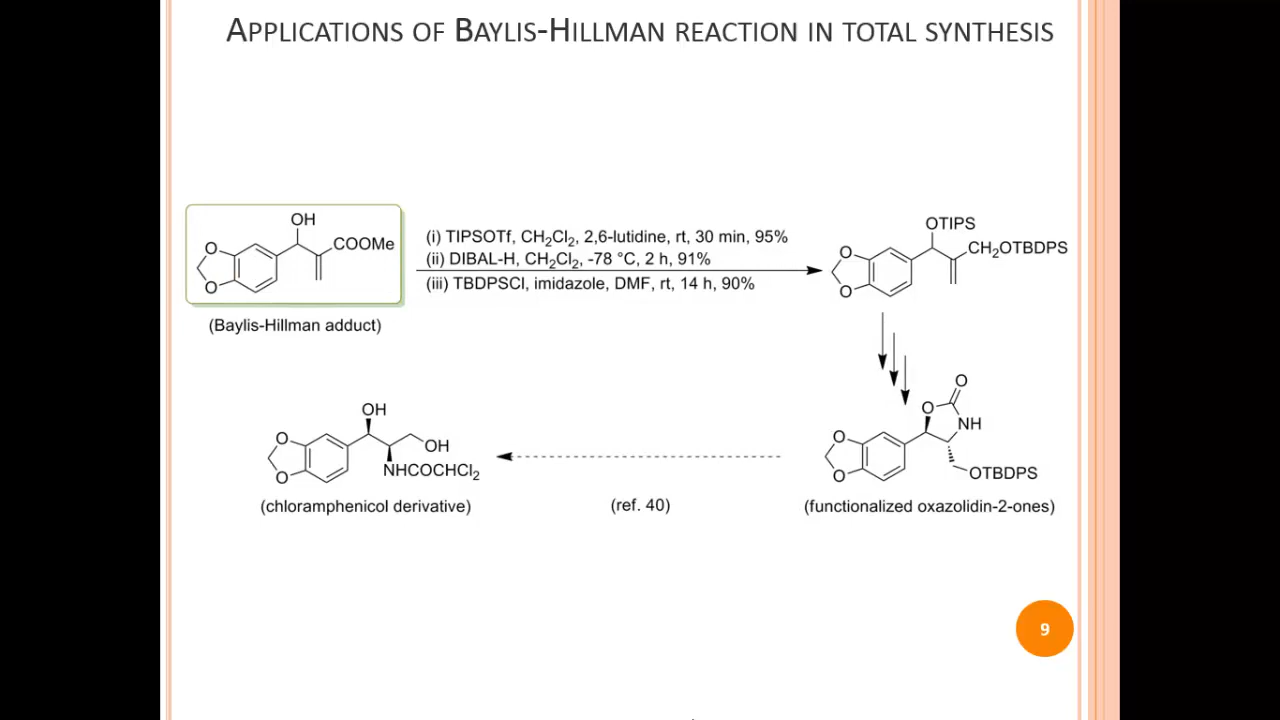 APPLICATIONS OF BAYLIS-HILLMAN REACTION IN TOTAL SYNTHESIS
OH
COOMe
O
O
(Baylis-Hillman adduct)
(i) TIPSOTf, CH₂Cl₂, 2,6-lutidine, rt, 30 min, 95%
(ii) DIBAL-H, CH₂Cl₂, -78 °C, 2 h, 91%
(iii) TBDPSCl, imidazole, DMF, rt, 14 h, 90%
OTIPS
CH₂OTBDPS
O
O
OH
OH
NHCOCHCl₂
O
O
(chloramphenicol derivative)
(ref. 40)
O
O
NH
OTBDPS
O
O
(functionalized oxazolidin-2-ones)
9